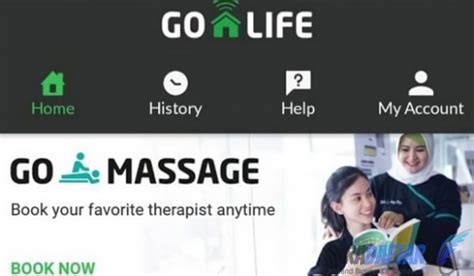 GO LIFE
Home History Help My Account
GO MASSAGE
Book your favorite therapist anytime
BOOK NOW